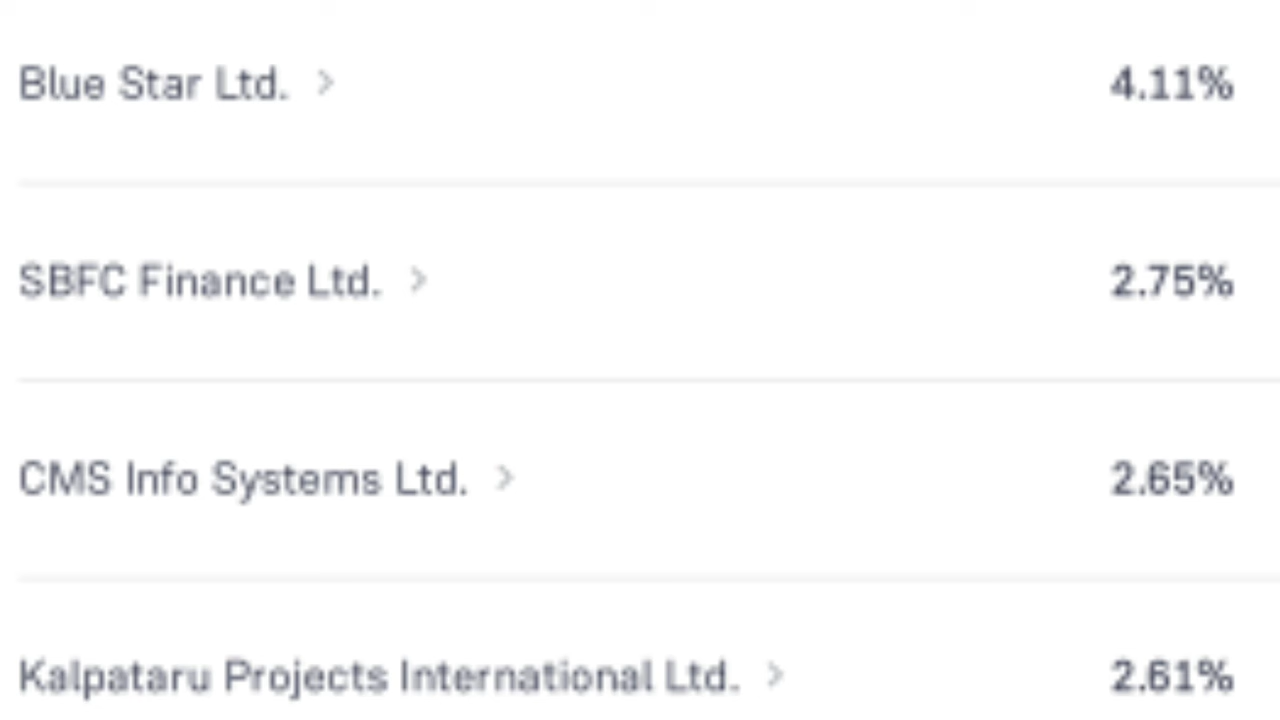 Blue Star Ltd. >
4.11%
SBFC Finance Ltd. >
2.75%
CMS Info Systems Ltd. >
2.65%
Kalpataru Projects International Ltd. >
2.61%